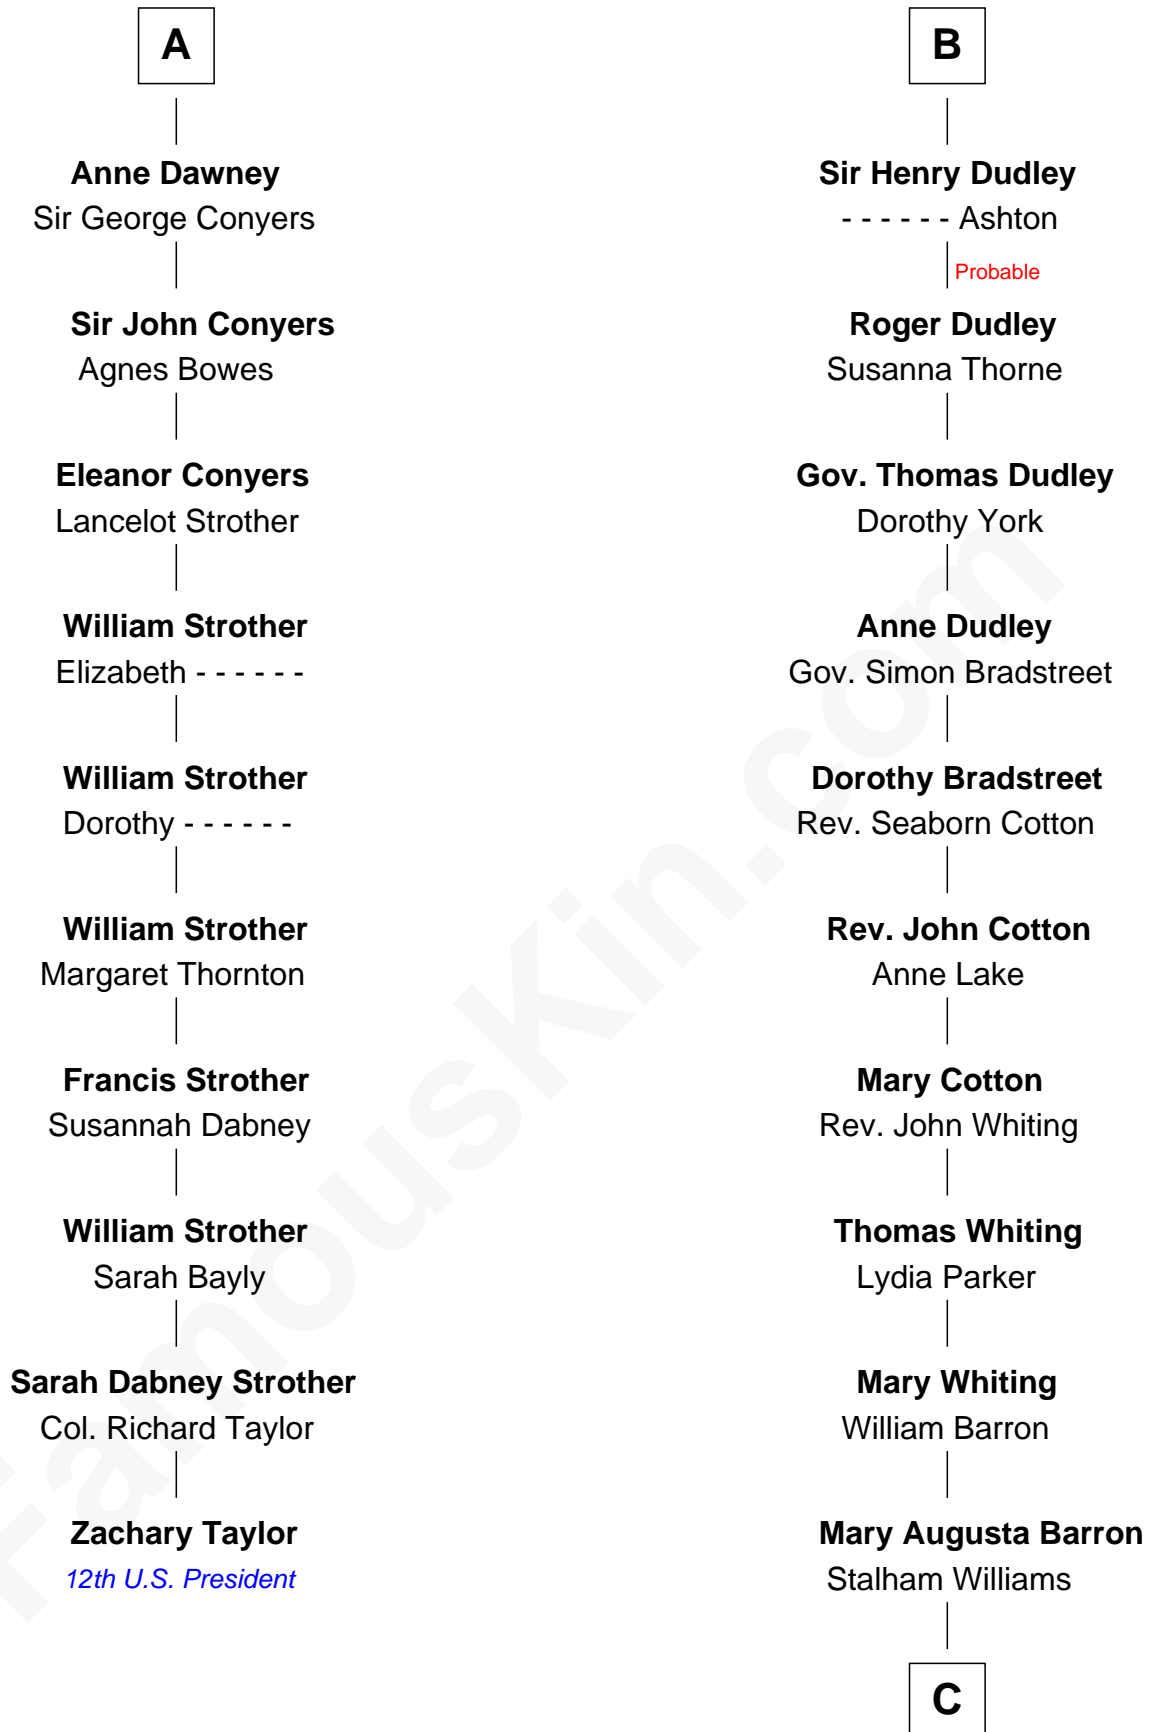 A
Anne Dawney
Sir George Conyers
Sir John Conyers
Agnes Bowes
Eleanor Conyers
Lancelot Strother
William Strother
Elizabeth - - - - - -
William Strother
Dorothy - - - - - -
William Strother
Margaret Thornton
Francis Strother
Susannah Dabney
William Strother
Sarah Bayly
Sarah Dabney Strother
Col. Richard Taylor
Zachary Taylor
12th U.S. President
B
Sir Henry Dudley
- - - - - - Ashton
Probable
Roger Dudley
Susanna Thorne
Gov. Thomas Dudley
Dorothy York
Anne Dudley
Gov. Simon Bradstreet
Dorothy Bradstreet
Rev. Seaborn Cotton
Rev. John Cotton
Anne Lake
Mary Cotton
Rev. John Whiting
Thomas Whiting
Lydia Parker
Mary Whiting
William Barron
Mary Augusta Barron
Stalham Williams
C
FamousKin.com